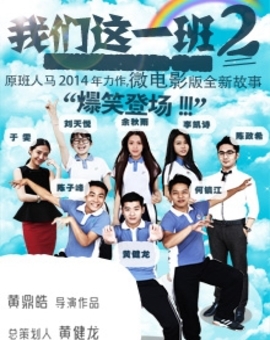 我们这一班2
原班人马2014年力作,微电影版全新故事
“爆笑登场!!!”
于雯
刘天悦
余秋雨
李凯诗
陈政希
陈子峰
何镇江
黄健龙
黄鼎皓 导演作品
总策划人 黄健龙